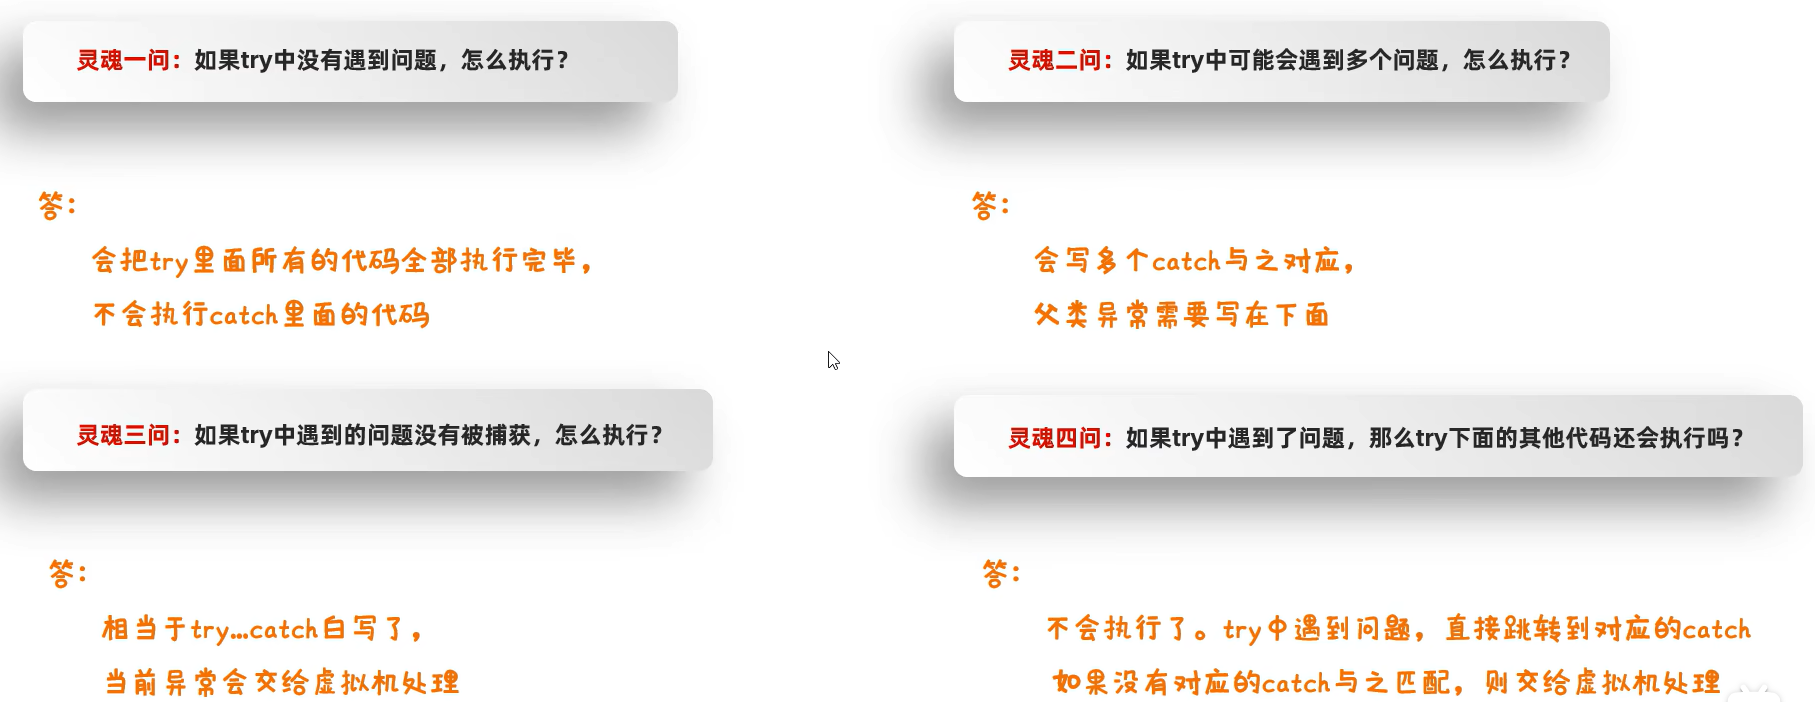 灵魂一问：如果try中没有遇到问题，怎么执行？
答：
会把try里面所有的代码全部执行完毕，
不会执行catch里面的代码
灵魂二问：如果try中可能会遇到多个问题，怎么执行？
答：
会写多个catch与之对应，
父类异常需要写在下面
灵魂三问：如果try中遇到的问题没有被捕获，怎么执行？
答：
相当于try...catch白写了，
当前异常会交给虚拟机处理
灵魂四问：如果try中遇到了问题，那么try下面的其他代码还会执行吗？
答：
不会执行了。try中遇到问题，直接跳转到对应的catch
如果没有对应的catch与之匹配，则交给虚拟机处理